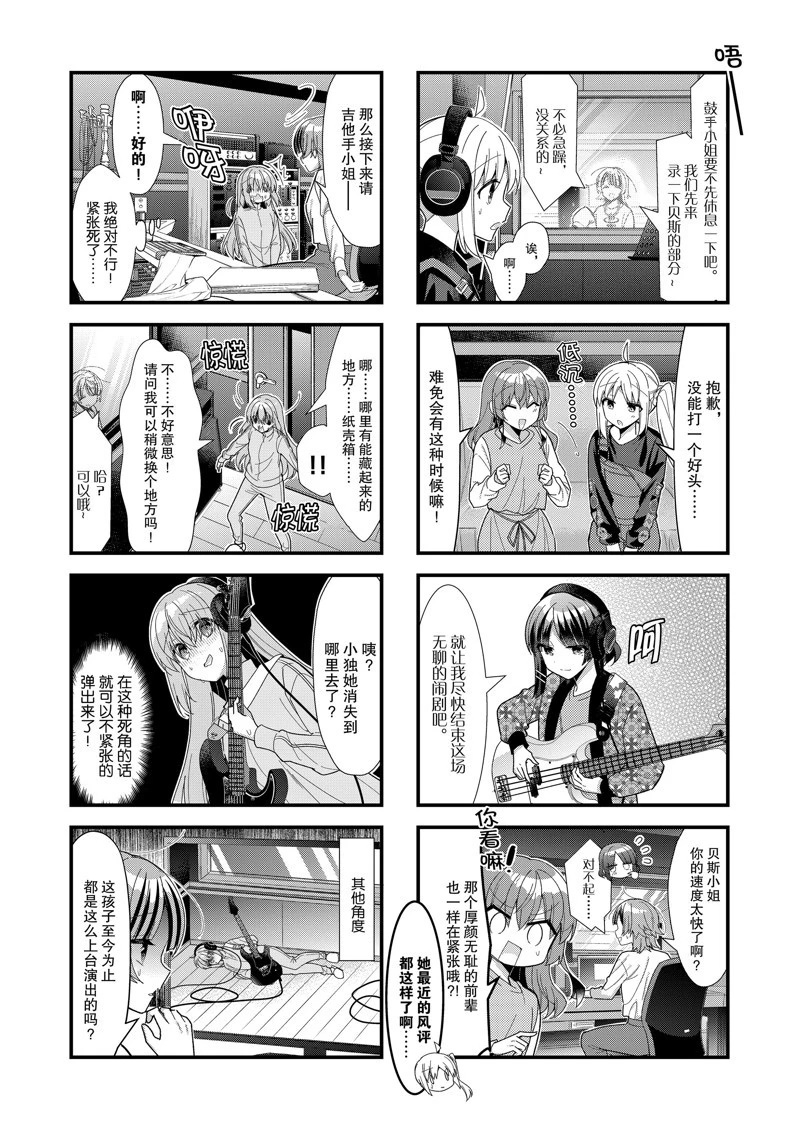 唔
鼓手小姐要不先休息一下吧。
我们先来
录一下贝斯的部分~
不必急躁，
没关系的~
诶，
啊……
抱歉，
没能打一个好头……
低沉……
难免会有这种时候嘛！
呵
就让我尽快结束这场
无聊的闹剧吧。
贝斯小姐
你的速度太快了啊？
对不起……
你看嘛！
那个厚颜无耻的前辈
也一样在紧张哦?!
她最近的风评
都这样了啊……
那么接下来请
吉他手小姐——
咿呀
啊……好的！
我绝对不行！
紧张死了……
哪……哪里有能藏起来的
地方……纸壳箱……
!!
惊慌
惊慌
不……不好意思！
请问我可以稍微换个地方吗！
哈？
可以哦~
咦？
小独她消失到
哪里去了？
在这种死角的话
就可以不紧张的
弹出来了！
其他角度
这孩子至今为止
都是这么上台演出的吗？